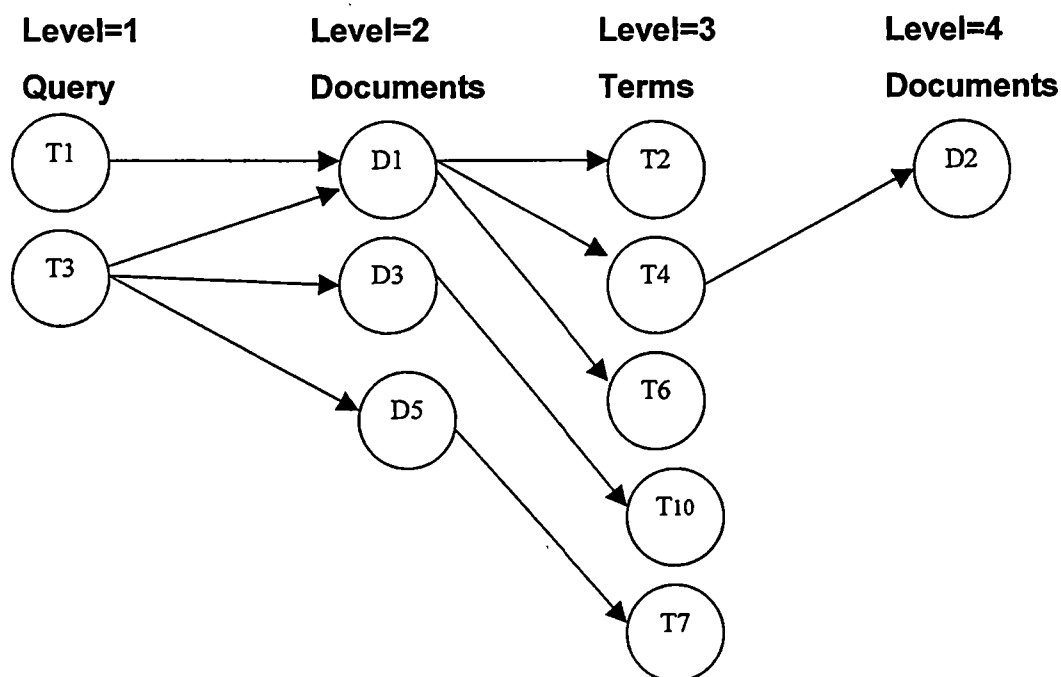 Level=1 Level=2 Level=3 Level=4
Query Documents Terms Documents
T1 D1 T2 D2
T3 D3 T4
T6
D5
T10
T7